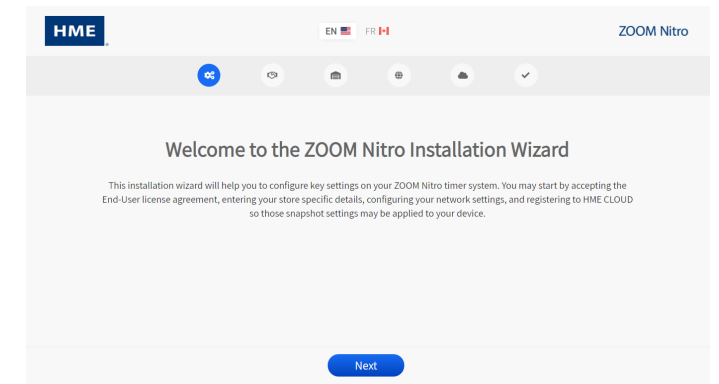 HME
EN FR
ZOOM Nitro
Welcome to the ZOOM Nitro Installation Wizard
This installation wizard will help you to configure key settings on your ZOOM Nitro timer system. You may start by accepting the
End-User license agreement, entering your store specific details, configuring your network settings, and registering to HME CLOUD
so those snapshot settings may be applied to your device.
Next